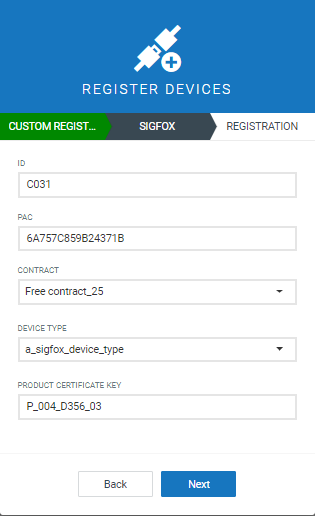 REGISTER DEVICES
CUSTOM REGIST... SIGFOX REGISTRATION
ID
C031
PAC
6A757C859B24371B
CONTRACT
Free contract_25
DEVICE TYPE
a_sigfox_device_type
PRODUCT CERTIFICATE KEY
P_004_D356_03
Back Next